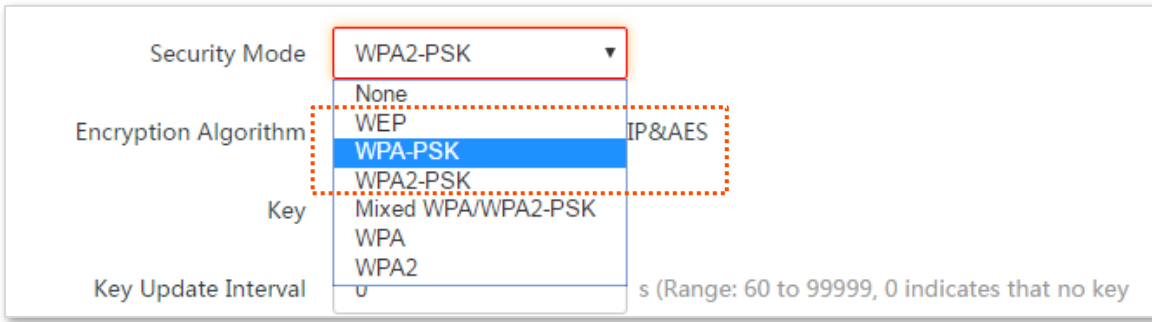 Security Mode WPA2-PSK
None
Encryption Algorithm WEP IP&AES
WPA-PSK
WPA2-PSK
Key Mixed WPA/WPA2-PSK
WPA
WPA2
Key Update Interval 0 s (Range: 60 to 99999, 0 indicates that no key